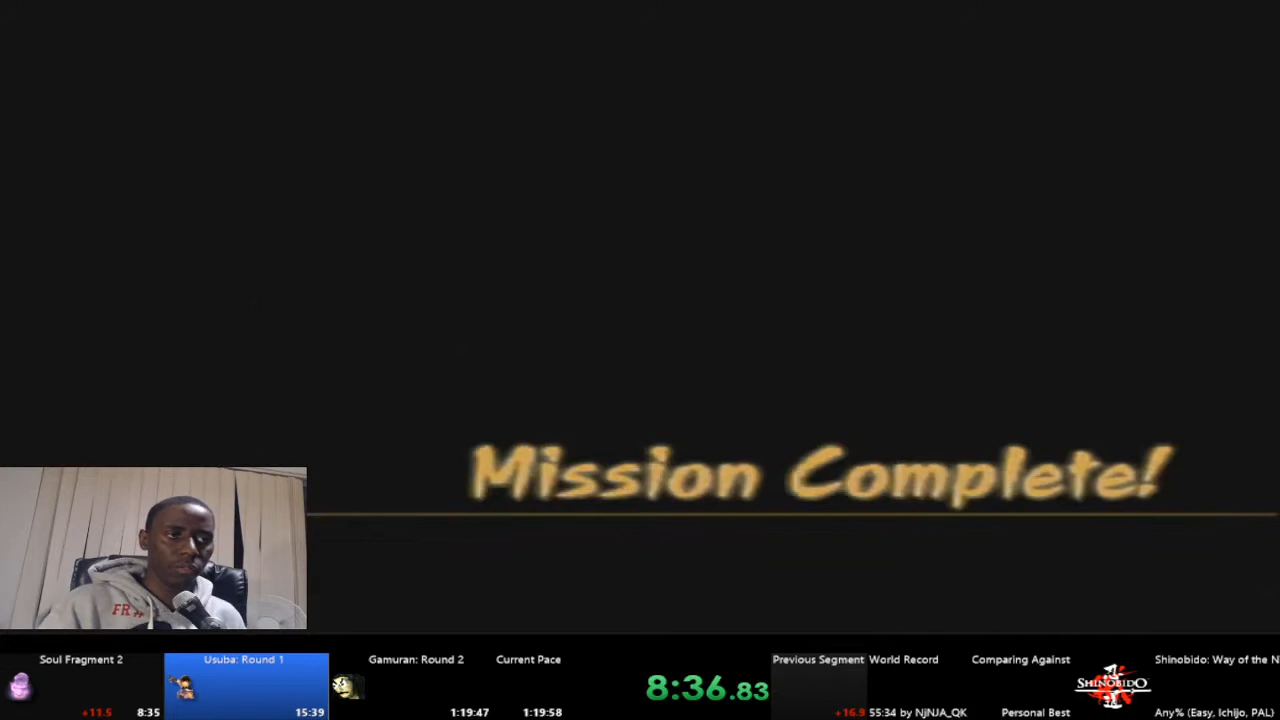 Mission Complete!
FR
Soul Fragment 2
+11.5 8:35
Usuba: Round 1
15:39
Gamuran: Round 2
1:19:47
Current Pace
1:19:58
8:36.83
Previous Segment
+16.9
World Record
55:34 by NjNJA_QK
Comparing Against
Personal Best
SHINOBIDO
Shinobido: Way of the N
Any% (Easy, Ichijo, PAL)